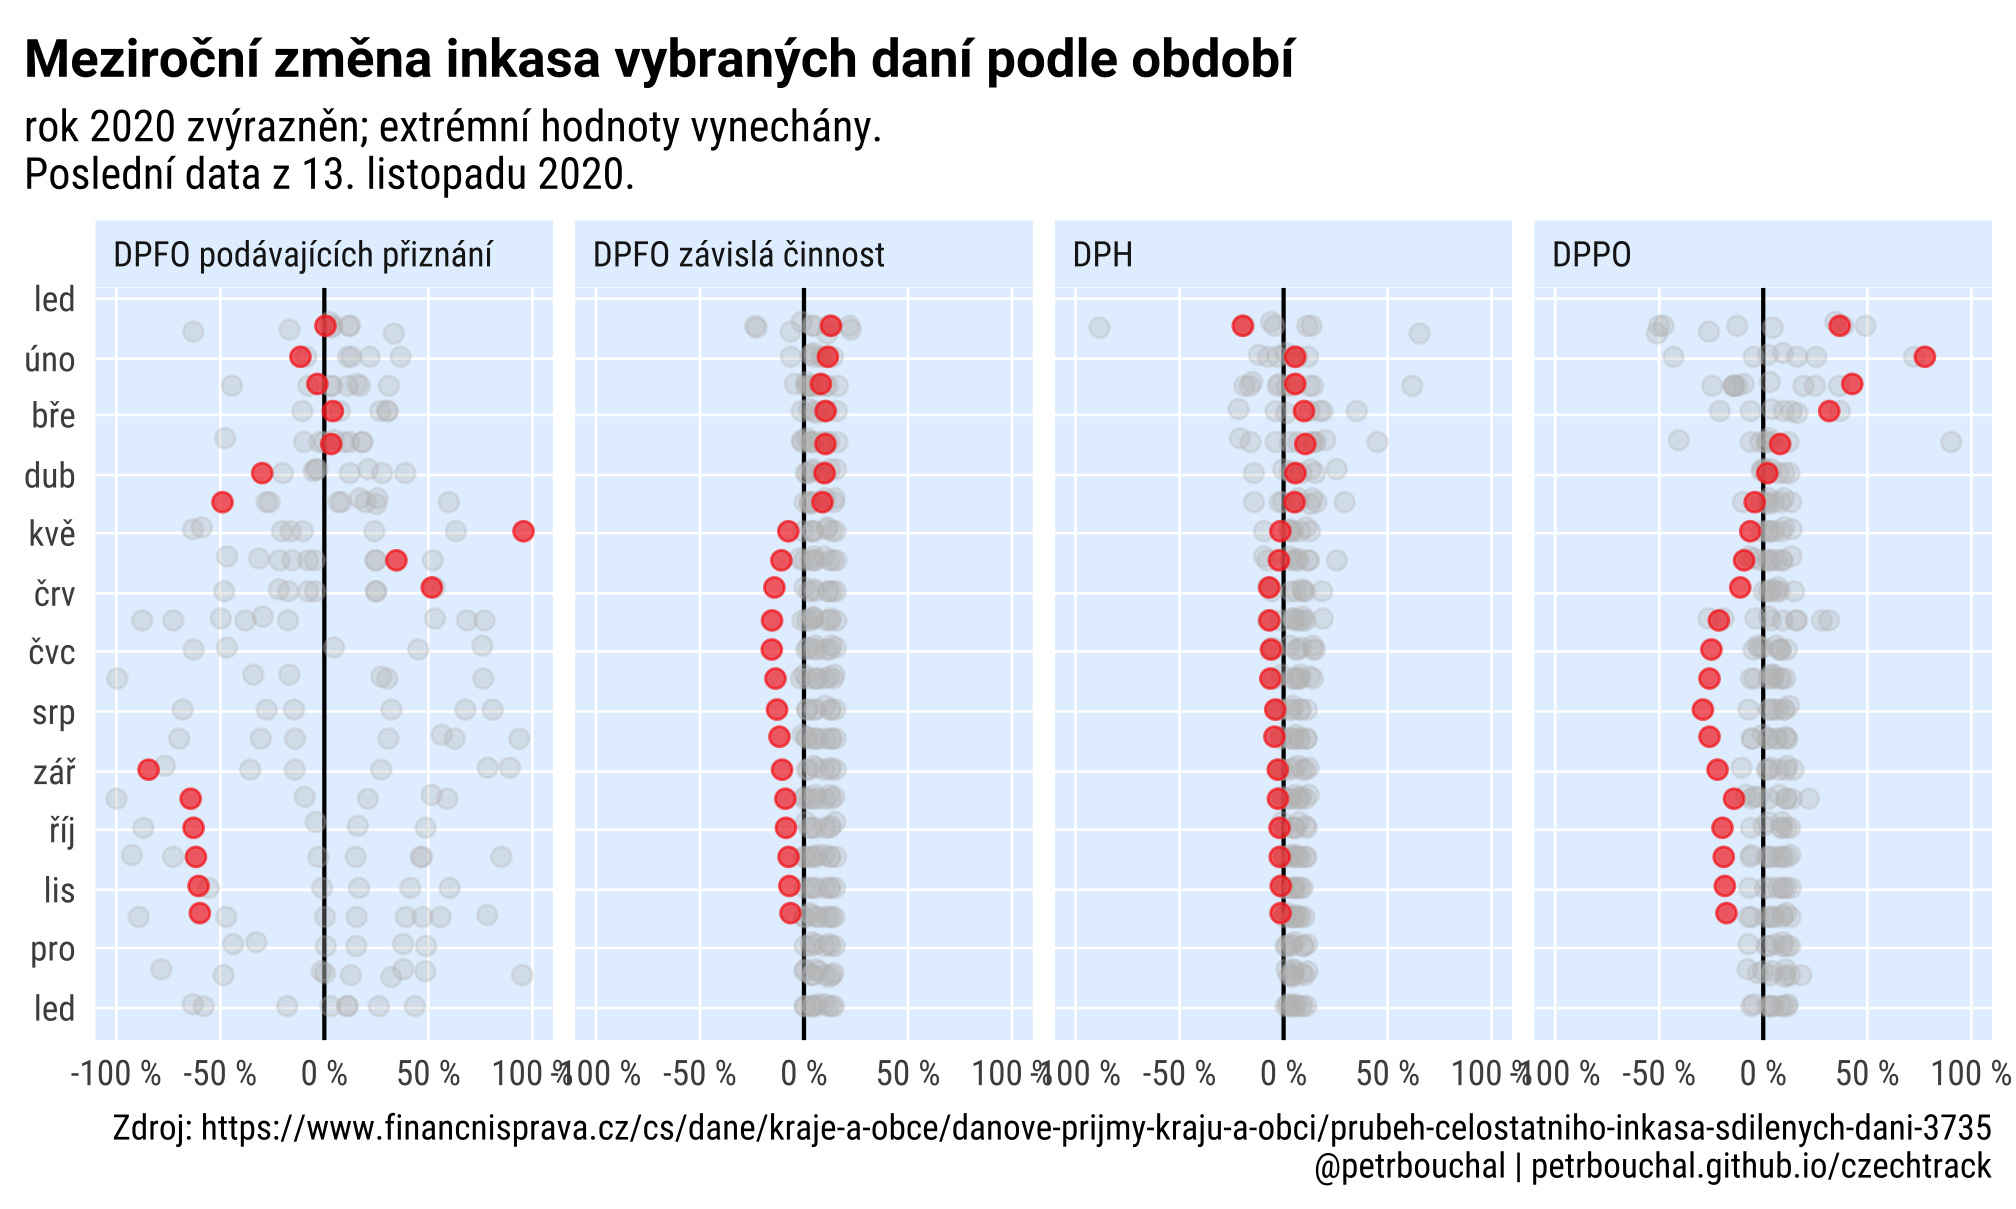 Meziroční změna inkasa vybraných daní podle období
rok 2020 zvýrazněn; extrémní hodnoty vynechány.
Poslední data z 13. listopadu 2020.
DPFO podávajících přiznání
DPFO závislá činnost
DPH
DPPO
led
úno
bře
dub
kvě
črv
čvc
srp
zář
říj
lis
pro
led
-100 % -50 % 0 % 50 % 100 %
-100 % -50 % 0 % 50 % 100 %
-100 % -50 % 0 % 50 % 100 %
-100 % -50 % 0 % 50 % 100 %
Zdroj: https://www.financnisprava.cz/cs/dane/kraje-a-obce/danove-prijmy-kraju-a-obci/prubeh-celostatniho-inkasa-sdilenych-dani-3735
@petrbouchal | petrbouchal.github.io/czechtrack